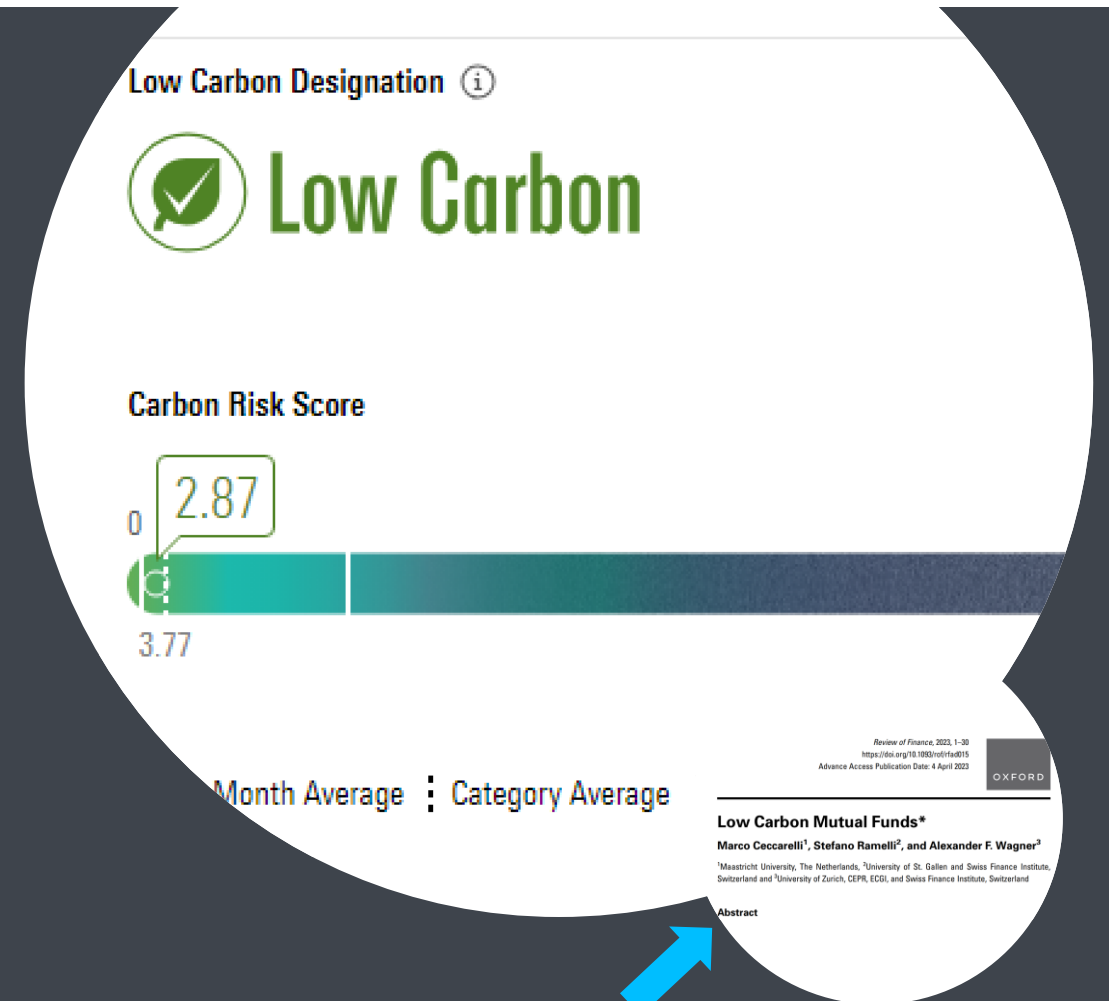 Low Carbon Designation i
Low Carbon
Carbon Risk Score
2.87
0
3.77
Month Average Category Average
Review of Finance, 2023, 1–30
https://doi.org/10.1093/rof/rfad015
Advance Access Publication Date: 4 April 2023
OXFORD
Low Carbon Mutual Funds*
Marco Ceccarelli1, Stefano Ramelli2, and Alexander F. Wagner3
1Maastricht University, The Netherlands, 2University of St. Gallen and Swiss Finance Institute,
Switzerland and 3University of Zurich, CEPR, ECGI, and Swiss Finance Institute, Switzerland
Abstract